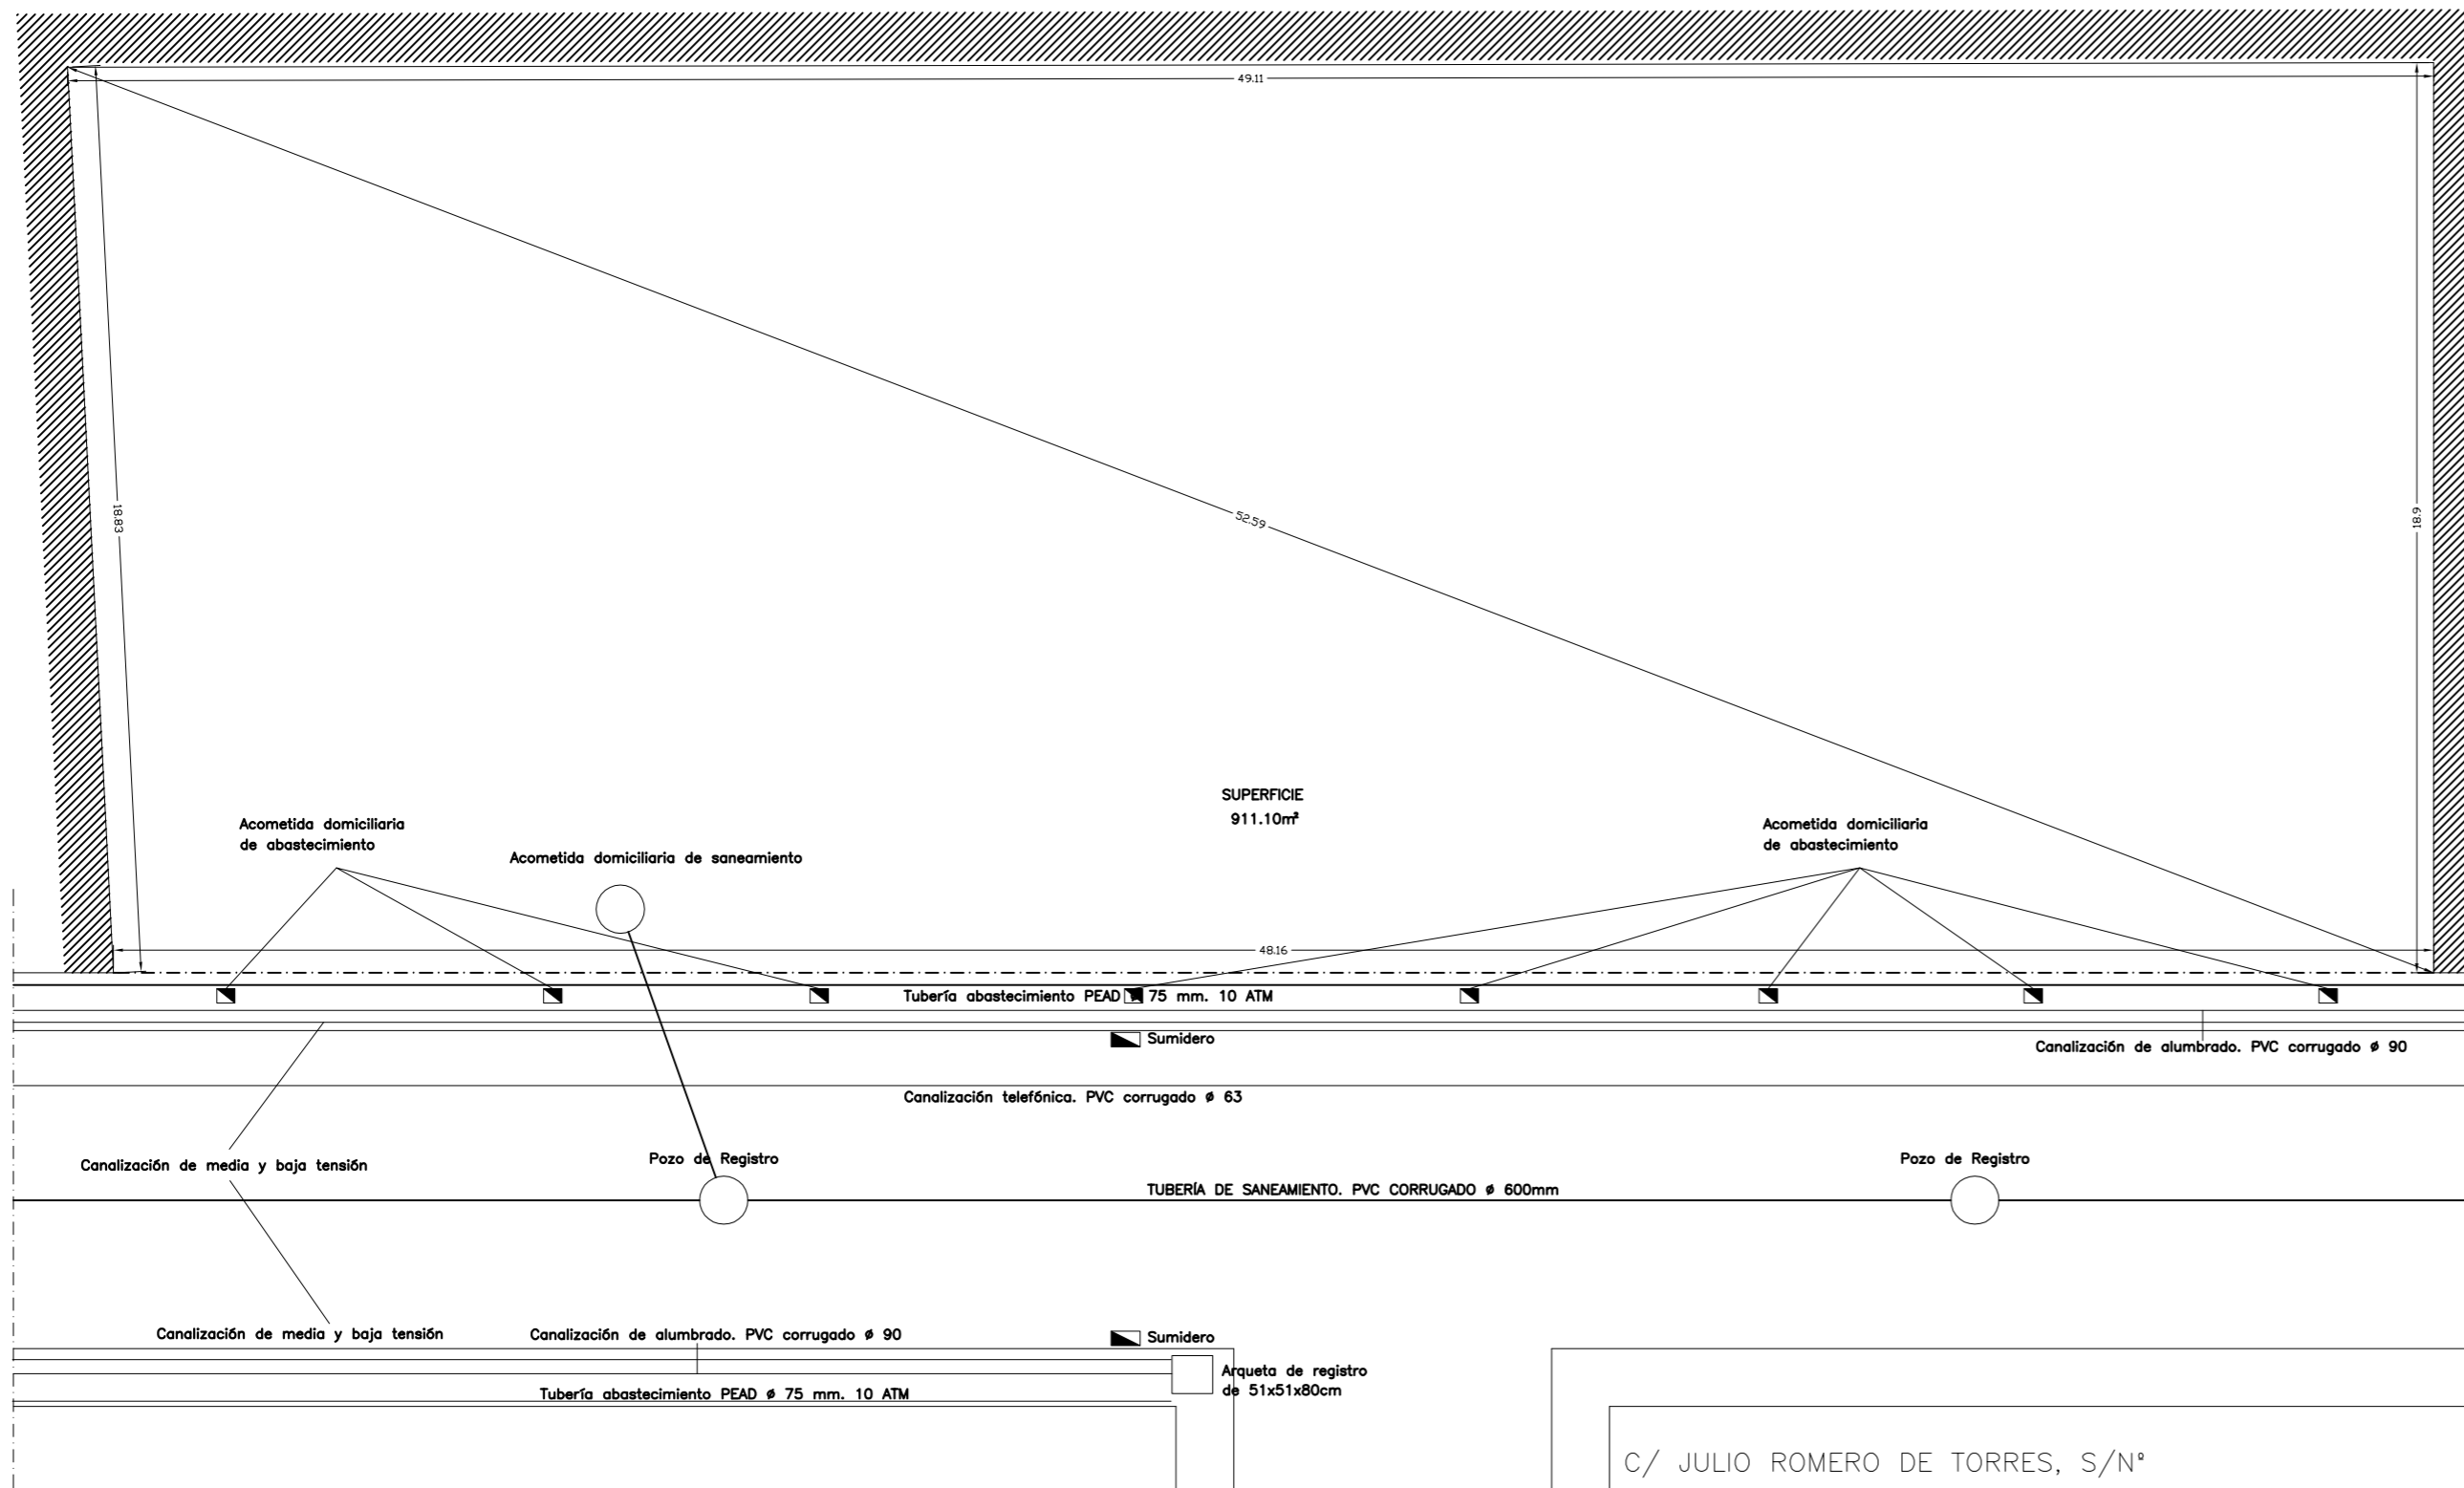 49.11
18.83
52.59
18.9
SUPERFICIE
911.10m²
Acometida domiciliaria
de abastecimiento
Acometida domiciliaria de saneamiento
Acometida domiciliaria
de abastecimiento
48.16
Tubería abastecimiento PEAD ø 75 mm. 10 ATM
Sumidero
Canalización de alumbrado. PVC corrugado ø 90
Canalización telefónica. PVC corrugado ø 63
Canalización de media y baja tensión
Pozo de Registro
Pozo de Registro
TUBERÍA DE SANEAMIENTO. PVC CORRUGADO ø 600mm
Canalización de media y baja tensión
Canalización de alumbrado. PVC corrugado ø 90
Sumidero
Arqueta de registro
de 51x51x80cm
Tubería abastecimiento PEAD ø 75 mm. 10 ATM
C/ JULIO ROMERO DE TORRES, S/Nº